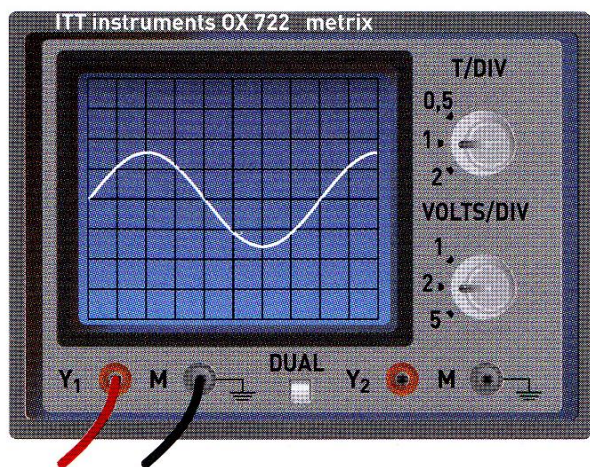 ITT instruments OX 722 metrix
T/DIV
0,5
1
2
VOLTS/DIV
1
2
5
Y1 M DUAL Y2 M